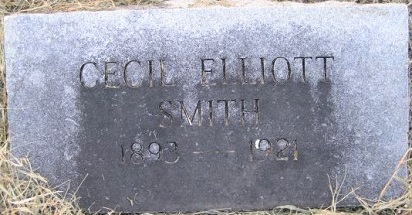 CECIL ELLIOTT
SMITH
1893 — 1921